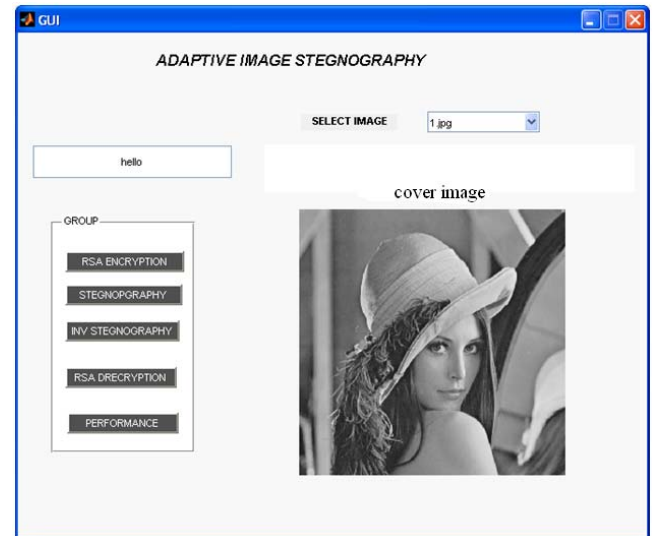 GUI
ADAPTIVE IMAGE STEGNOGRAPHY
SELECT IMAGE
1.jpg
hello
cover image
GROUP
RSA ENCRYPTION
STEGNOPGRAPHY
INV STEGNOGRAPHY
RSA DRECRYPTION
PERFORMANCE